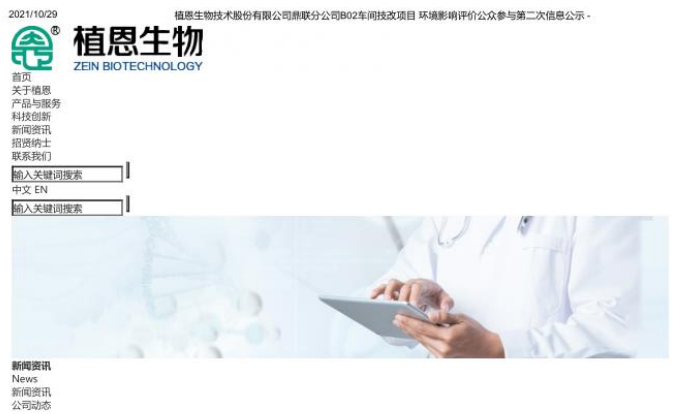 2021/10/29
植恩生物技术股份有限公司鼎联分公司B02车间技改项目 环境影响评价公众参与第二次信息公示 -
植恩生物
ZEIN BIOTECHNOLOGY
首页
关于植恩
产品与服务
科技创新
新闻资讯
招贤纳士
联系我们
输入关键词搜索
中文 EN
输入关键词搜索
新闻资讯
News
新闻资讯
公司动态